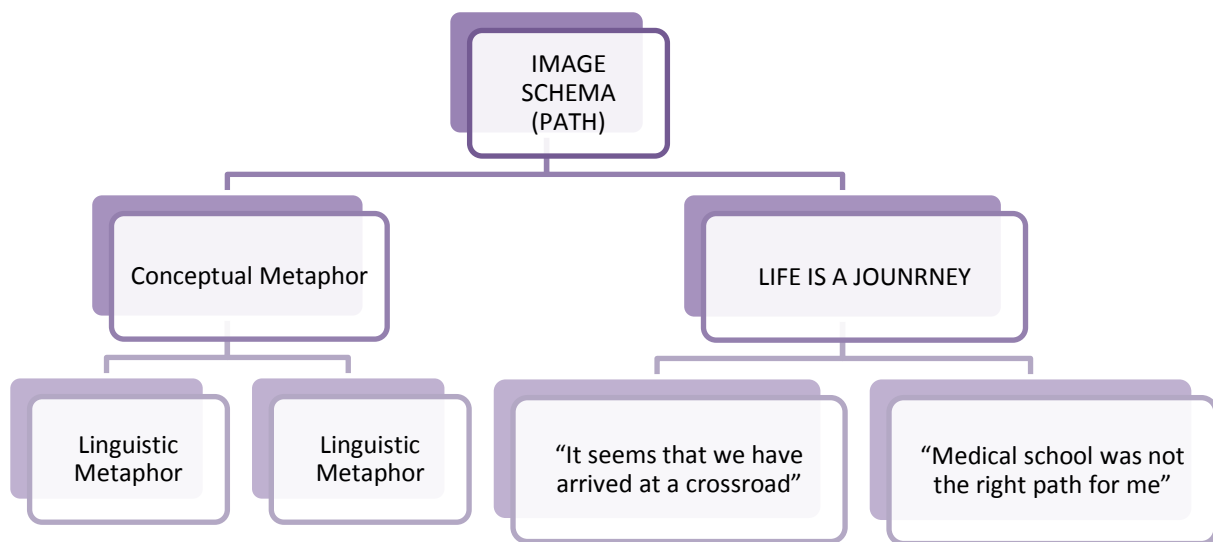 IMAGE
SCHEMA
(PATH)
Conceptual Metaphor
LIFE IS A JOUNRNEY
Linguistic
Metaphor
Linguistic
Metaphor
“It seems that we have
arrived at a crossroad”
“Medical school was not
the right path for me”